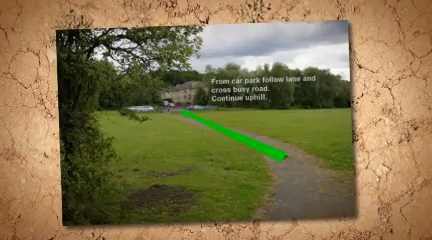 From car park follow lane and
cross busy road.
Continue uphill.